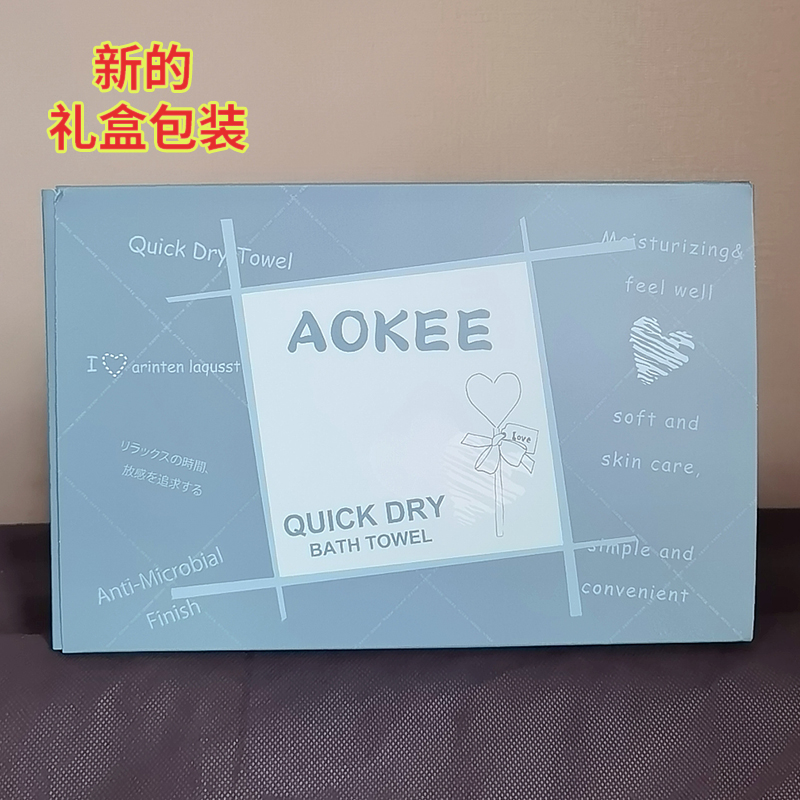 新的
礼盒包装
Quick Dry Towel
Moisturizing&
feel well
AOKEE
I arinten laqusst
soft and
skin care,
Love
リラックスの時間、
放感を追求する
QUICK DRY
BATH TOWEL
Anti-Microbial
Finish
simple and
convenient